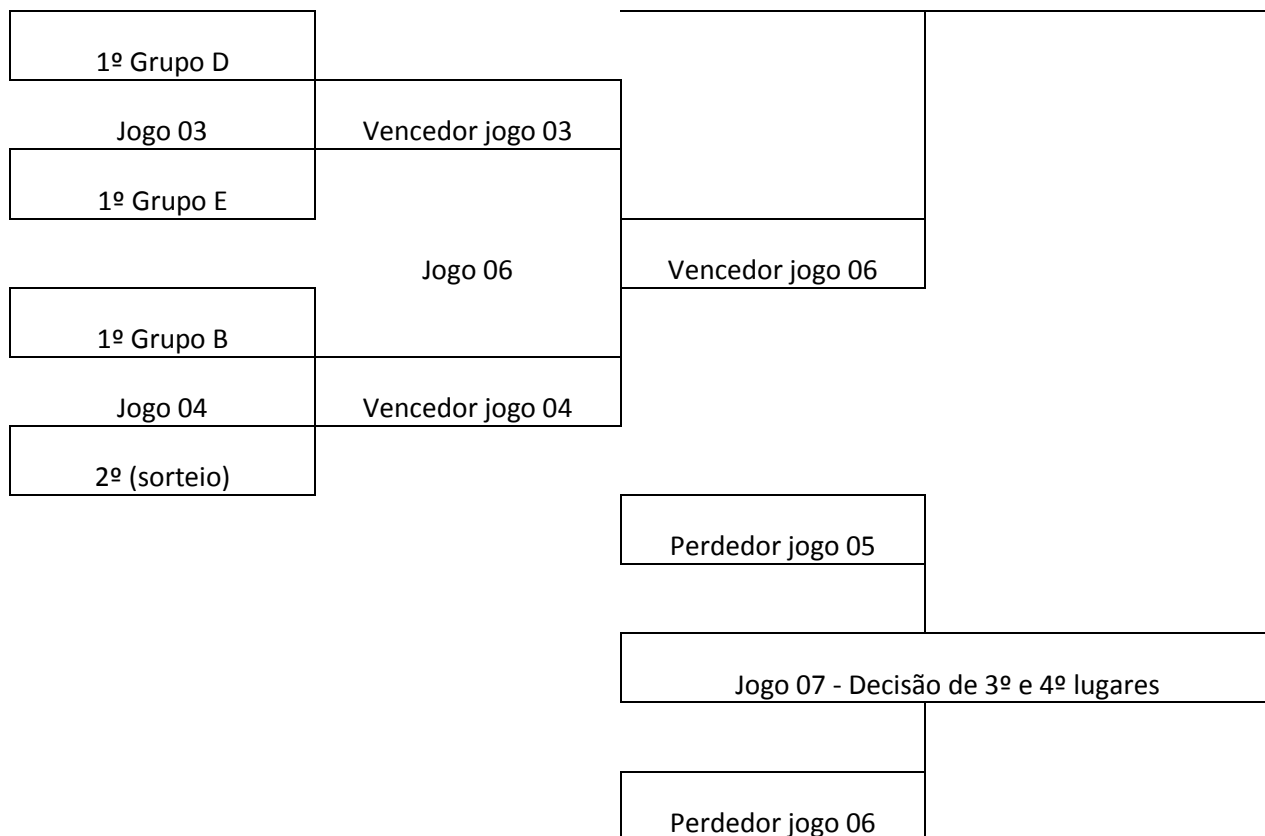 1º Grupo D
Jogo 03 Vencedor jogo 03
1º Grupo E
Jogo 06 Vencedor jogo 06
1º Grupo B
Jogo 04 Vencedor jogo 04
2º (sorteio)
Perdedor jogo 05
Jogo 07 - Decisão de 3º e 4º lugares
Perdedor jogo 06